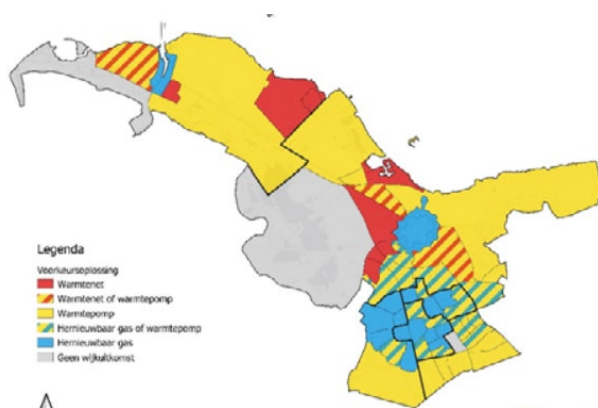 Legenda
Voorkeursoplossing
Warmtenet
Warmtenet of warmtepomp
Warmtepomp
Hernieuwbaar gas of warmtepomp
Hernieuwbaar gas
Geen wijkuitkomst